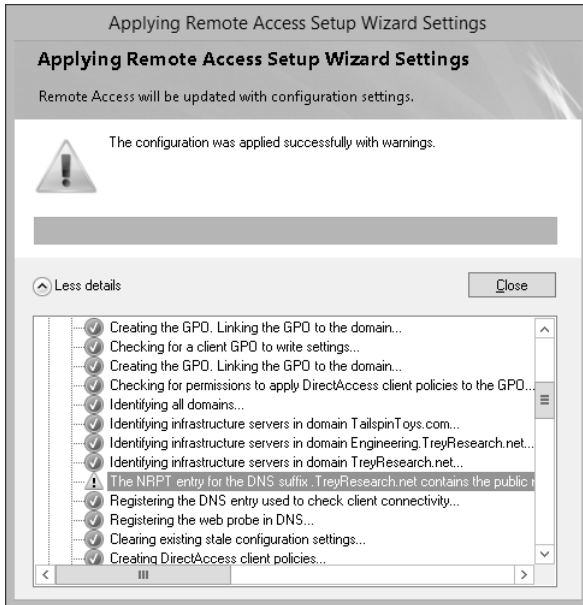 Applying Remote Access Setup Wizard Settings
Applying Remote Access Setup Wizard Settings
Remote Access will be updated with configuration settings.
The configuration was applied successfully with warnings.
Less details
Close
Creating the GPO. Linking the GPO to the domain...
Checking for a client GPO to write settings...
Creating the GPO. Linking the GPO to the domain...
Checking for permissions to apply DirectAccess client policies to the GPO...
Identifying all domains...
Identifying infrastructure servers in domain TailspinToys.com...
Identifying infrastructure servers in domain Engineering.TreyResearch.net...
Identifying infrastructure servers in domain TreyResearch.net...
The NRPT entry for the DNS suffix .TreyResearch.net contains the public
Registering the DNS entry used to check client connectivity...
Registering the web probe in DNS...
Clearing existing stale configuration settings...
Creating DirectAccess client policies...